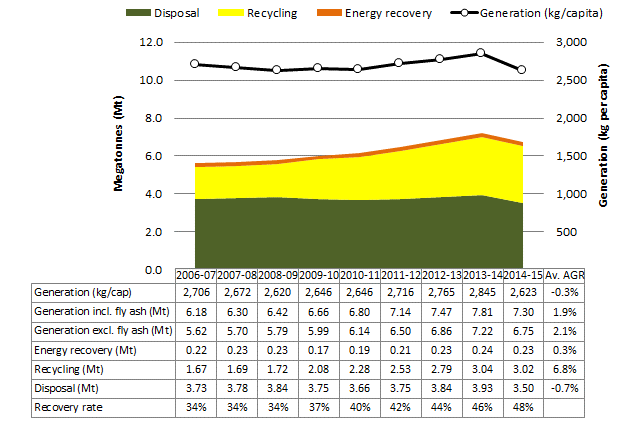 Disposal Recycling Energy recovery Generation (kg/capita)
12.0 3,000
10.0 2,500
8.0 2,000
6.0 1,500
4.0 1,000
2.0 500
0.0
Megatonnes (Mt)
Generation (kg per capita)
2006-07 2007-08 2008-09 2009-10 2010-11 2011-12 2012-13 2013-14 2014-15 Av. AGR
Generation (kg/cap) 2,706 2,672 2,620 2,646 2,646 2,716 2,765 2,845 2,623 -0.3%
Generation incl. fly ash (Mt) 6.18 6.30 6.42 6.66 6.80 7.14 7.47 7.81 7.30 1.9%
Generation excl. fly ash (Mt) 5.62 5.70 5.79 5.99 6.14 6.50 6.86 7.22 6.75 2.1%
Energy recovery (Mt) 0.22 0.23 0.23 0.17 0.19 0.21 0.23 0.24 0.22 0.3%
Recycling (Mt) 1.67 1.69 1.72 2.08 2.28 2.53 2.79 3.04 3.02 6.8%
Disposal (Mt) 3.73 3.78 3.84 3.75 3.66 3.75 3.84 3.93 3.50 -0.7%
Recovery rate 34% 34% 34% 37% 40% 42% 44% 46% 48%